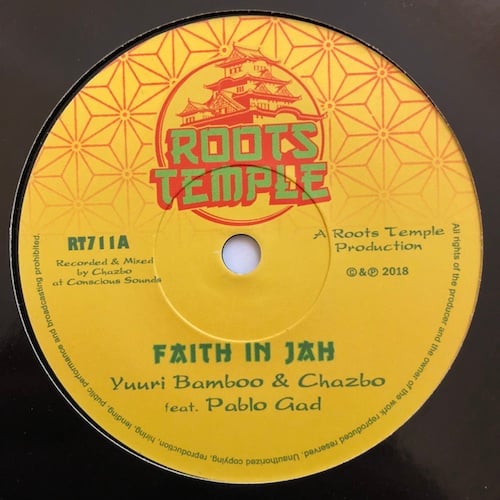 ROOTS
TEMPLE
RT711A
Recorded & Mixed
by Chazbo
at Conscious Sounds
A Roots Temple
Production
©&℗ 2018
FAITH IN JAH
Yuuri Bamboo & Chazbo
feat. Pablo Gad
All rights of the producer and the owner of the work reproduced reserved. Unauthorized copying, reproduction, hiring, lending, public performance and broadcasting prohibited.